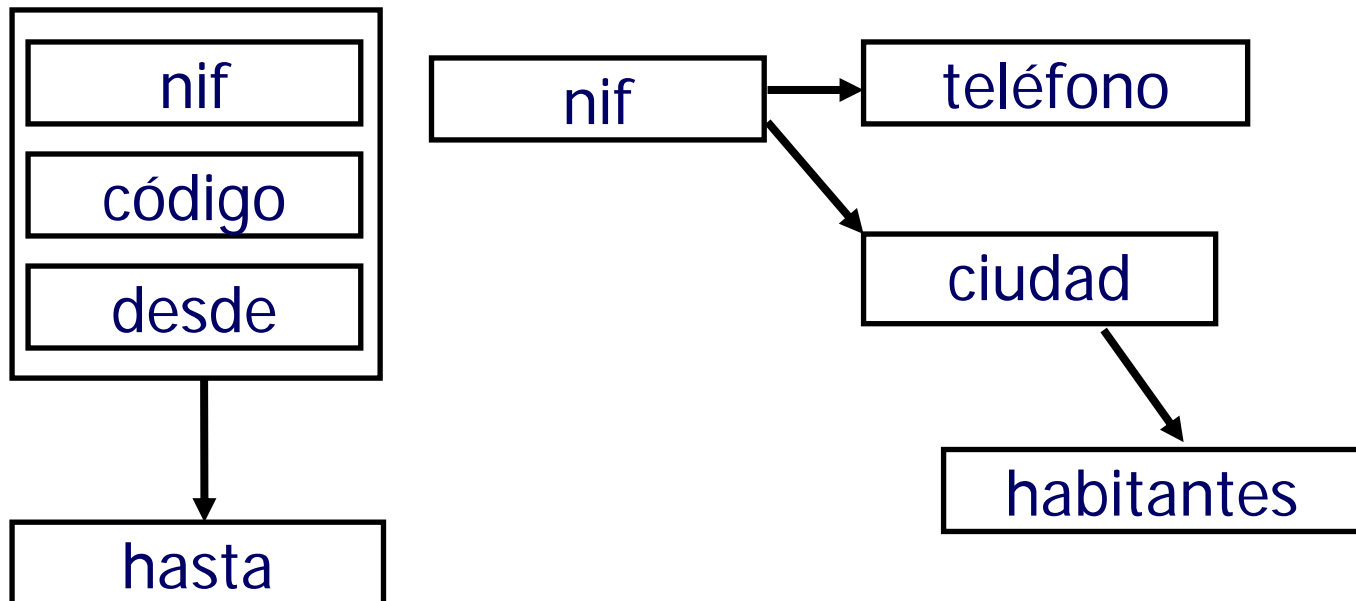 nif
código
desde
hasta
nif
teléfono
ciudad
habitantes